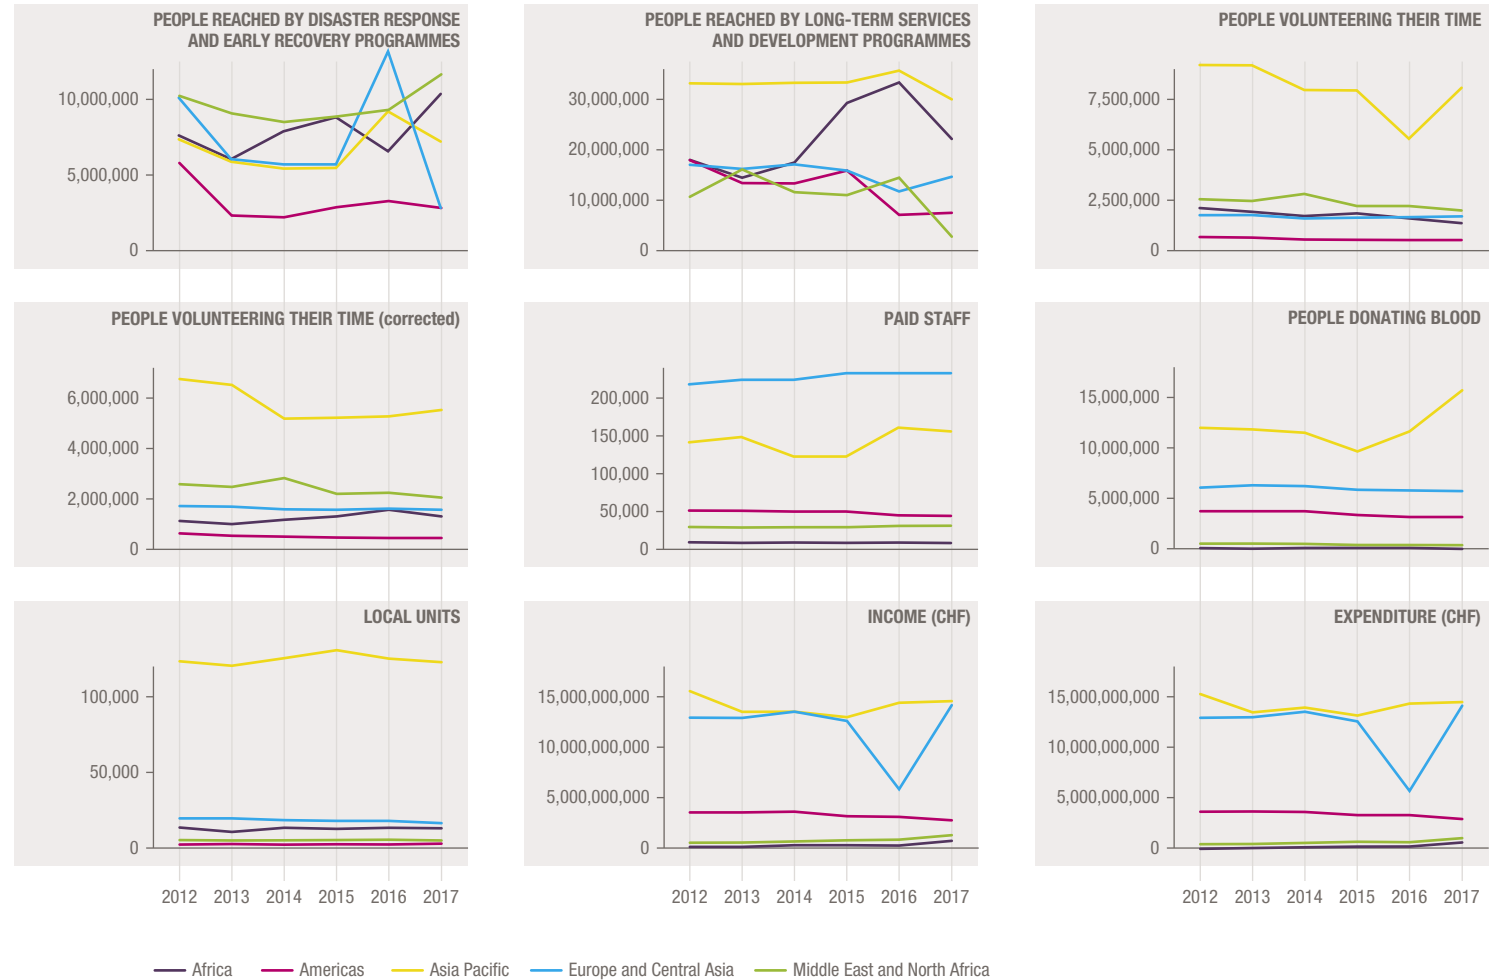 PEOPLE REACHED BY DISASTER RESPONSE
AND EARLY RECOVERY PROGRAMMES
10,000,000
5,000,000
0
PEOPLE REACHED BY LONG-TERM SERVICES
AND DEVELOPMENT PROGRAMMES
30,000,000
20,000,000
10,000,000
0
PEOPLE VOLUNTEERING THEIR TIME
7,500,000
5,000,000
2,500,000
0
PEOPLE VOLUNTEERING THEIR TIME (corrected)
6,000,000
4,000,000
2,000,000
0
PAID STAFF
200,000
150,000
100,000
50,000
0
PEOPLE DONATING BLOOD
15,000,000
10,000,000
5,000,000
0
LOCAL UNITS
100,000
50,000
0
2012 2013 2014 2015 2016 2017
INCOME (CHF)
15,000,000,000
10,000,000,000
5,000,000,000
0
2012 2013 2014 2015 2016 2017
EXPENDITURE (CHF)
15,000,000,000
10,000,000,000
5,000,000,000
0
2012 2013 2014 2015 2016 2017
Africa Americas Asia Pacific Europe and Central Asia Middle East and North Africa